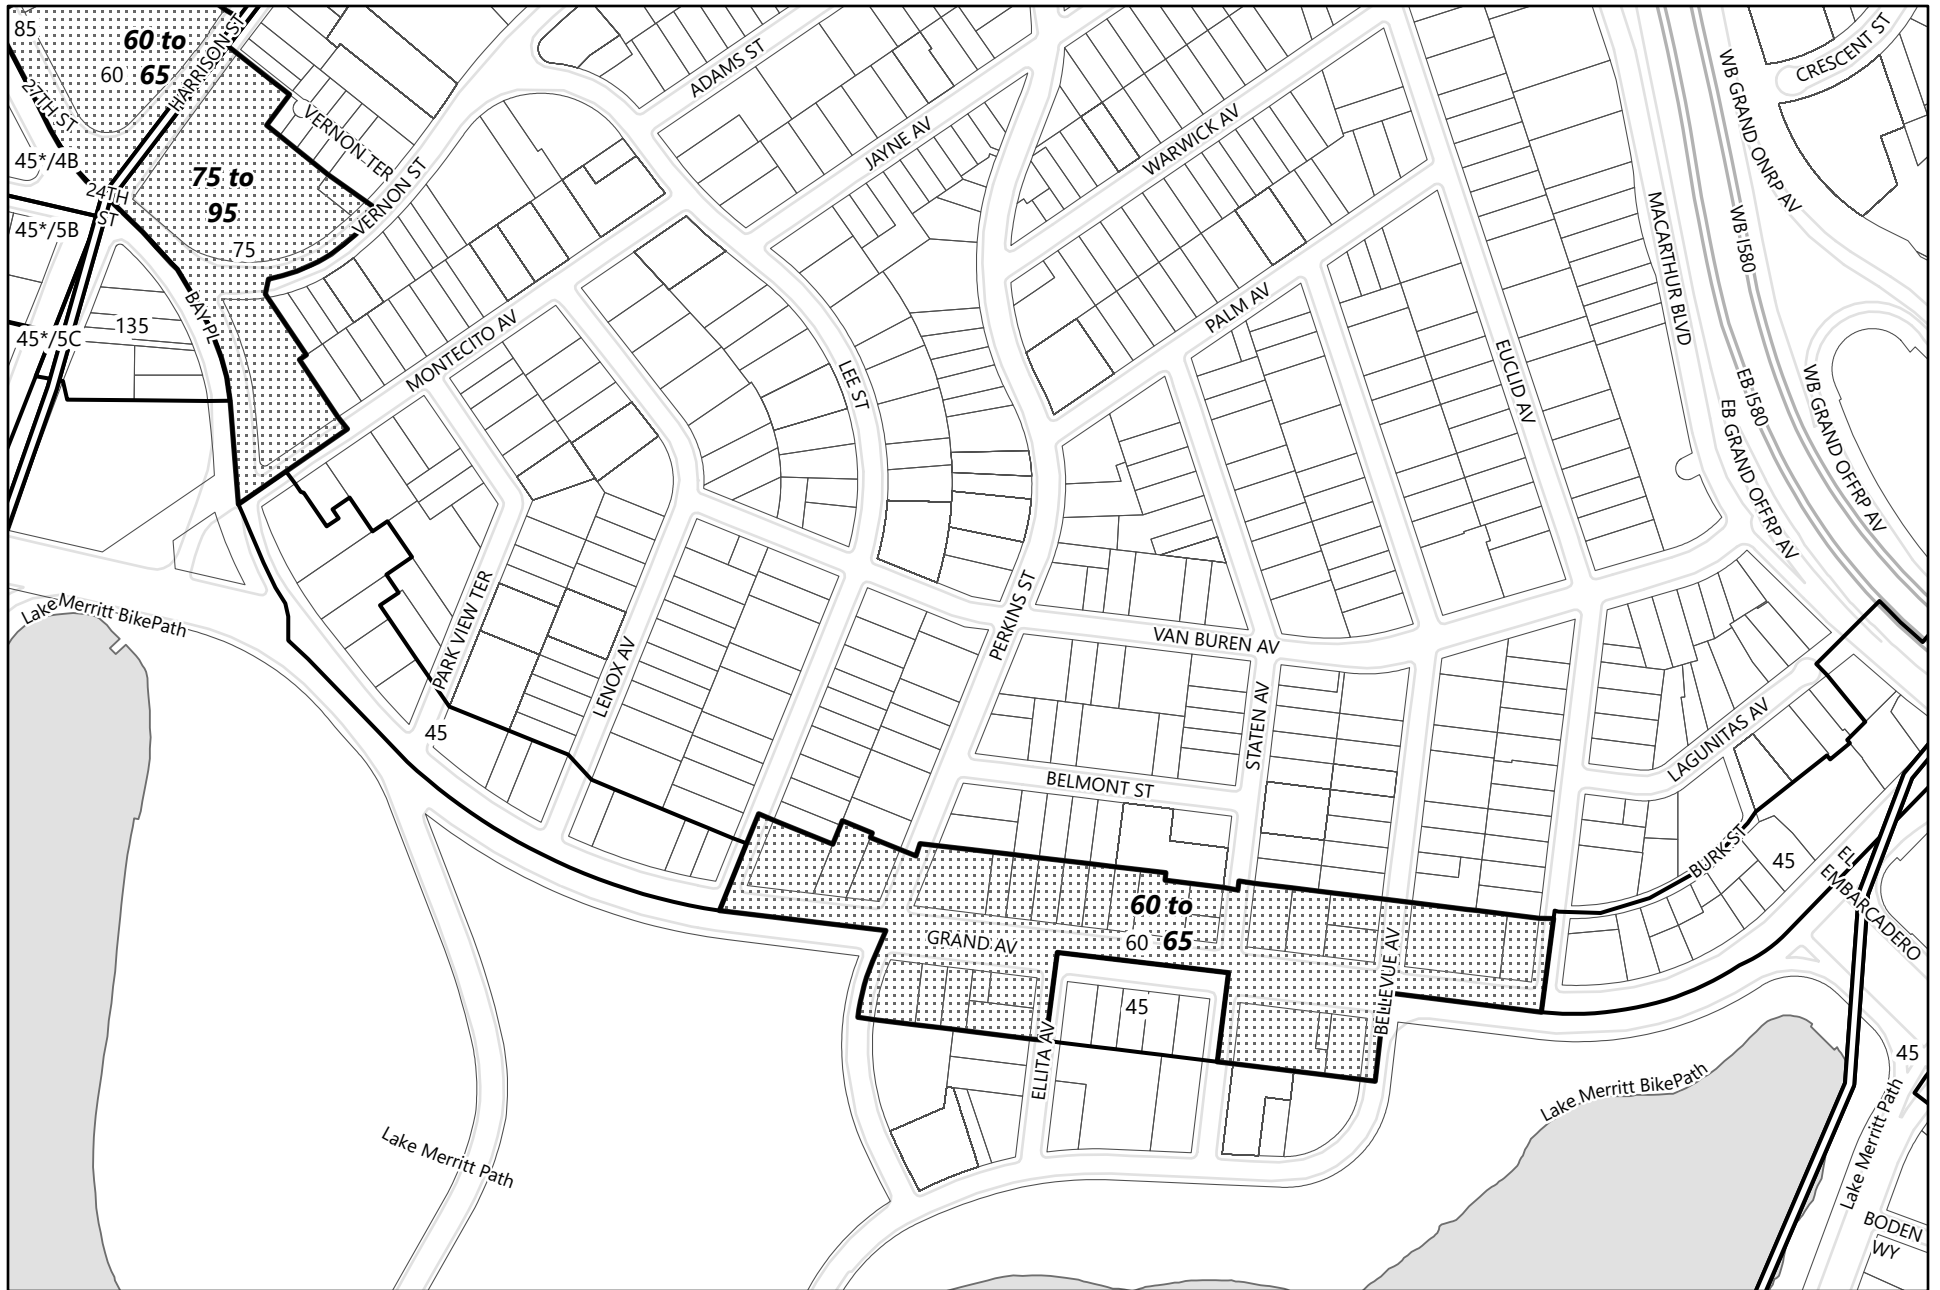 85
60 to
65
60
HARRISON ST
27TH ST
ADAMS ST
CRESCENT ST
WB GRAND ONRP AV
VERNON TER
JAYNE AV
WARWICK AV
45*/4B
75 to
95
24TH
ST
VERNON ST
45*/5B
75
MACARTHUR BLVD
WB I580
BAY PL
135
45*/5C
MONTECITO AV
PALM AV
LEE ST
EUCLID AV
EB I580
EB GRAND OFFRP AV
WB GRAND OFFRP AV
Lake Merritt BikePath
PARK VIEW TER
LENOX AV
PERKINS ST
VAN BUREN AV
STATEN AV
LAGUNITAS AV
45
BELMONT ST
BURK ST
45
EL
EMBARCADERO
60 to
65
60
GRAND AV
BELLEVUE AV
45
ELLITA AV
45
Lake Merritt BikePath
Lake Merritt Path
Lake Merritt Path
BODEN
WY